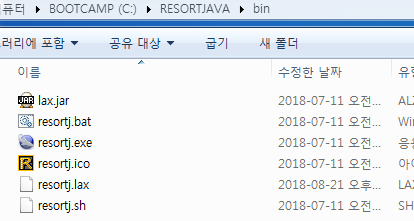 퓨터 ▸ BOOTCAMP (C:) ▸ RESORTJAVA ▸ bin
러리에 포함 ▾ 공유 대상 ▾ 굽기 새 폴더
이름 수정한 날짜 유형
lax.jar 2018-07-11 오전... ALZ
resortj.bat 2018-07-11 오전... Win
resortj.exe 2018-07-11 오전... 응용
resortj.ico 2018-07-11 오전... 아이
resortj.lax 2018-08-21 오후... LAX
resortj.sh 2018-07-11 오전... SH